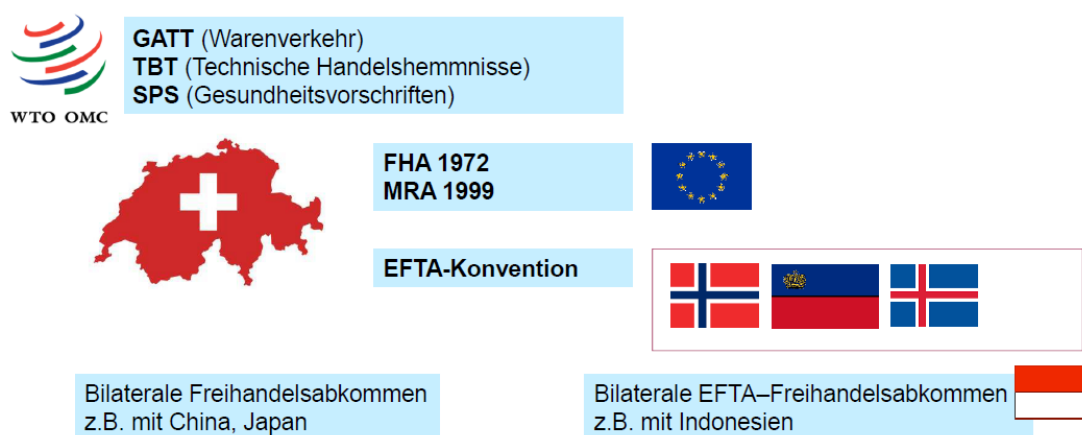 GATT (Warenverkehr)
TBT (Technische Handelshemmnisse)
SPS (Gesundheitsvorschriften)
WTO OMC
FHA 1972
MRA 1999
EFTA-Konvention
Bilaterale Freihandelsabkommen
z.B. mit China, Japan
Bilaterale EFTA–Freihandelsabkommen
z.B. mit Indonesien